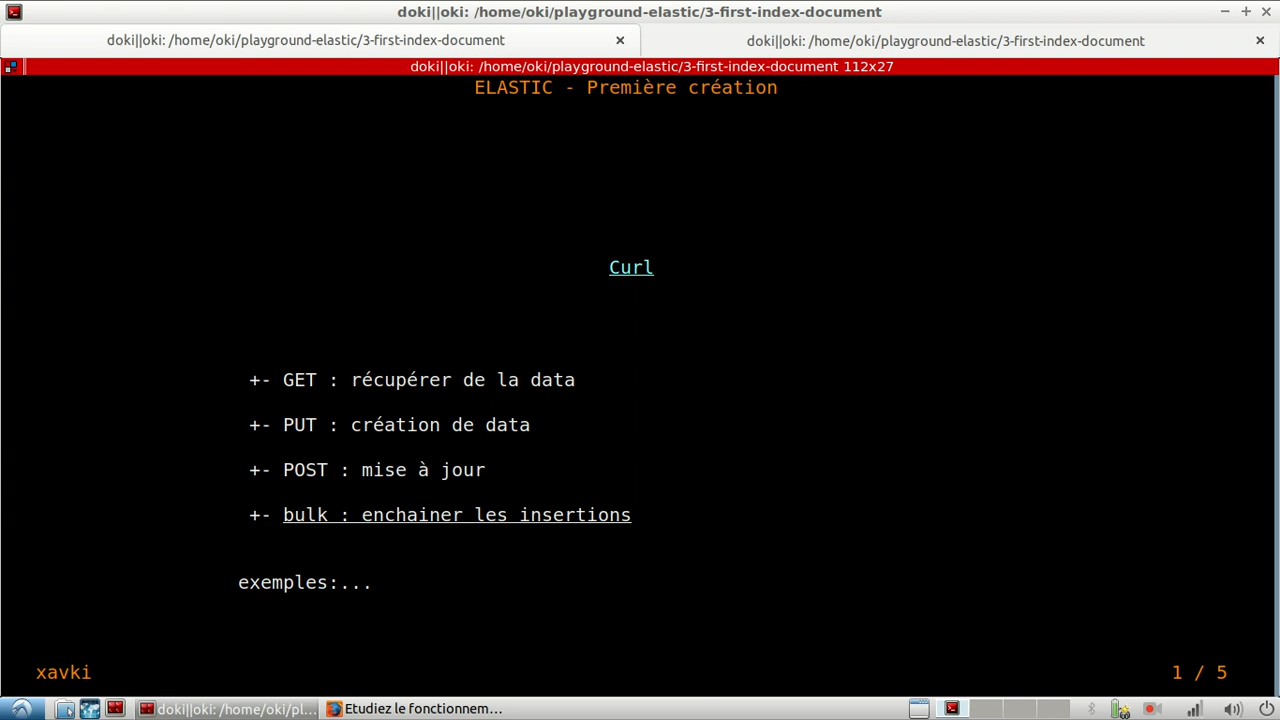 doki||oki: /home/oki/playground-elastic/3-first-index-document
doki||oki: /home/oki/playground-elastic/3-first-index-document
doki||oki: /home/oki/playground-elastic/3-first-index-document
doki||oki: /home/oki/playground-elastic/3-first-index-document 112x27
ELASTIC - Première création
Curl
+- GET : récupérer de la data
+- PUT : création de data
+- POST : mise à jour
+- bulk : enchainer les insertions
exemples:...
xavki
1 / 5
doki||oki: /home/oki/pl...
Etudiez le fonctionnem...